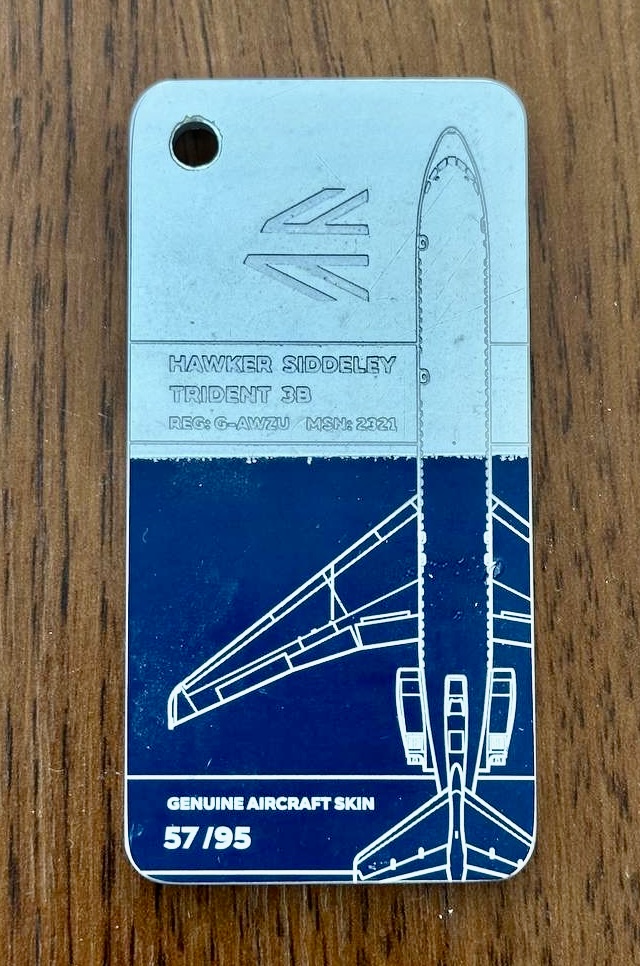 HAWKER SIDDELEY
TRIDENT 3B
REG: G-AWZU MSN: 2321
GENUINE AIRCRAFT SKIN
57/95